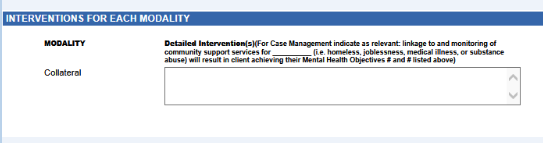 INTERVENTIONS FOR EACH MODALITY
MODALITY
Detailed Intervention(s)(For Case Management indicate as relevant: linkage to and monitoring of
community support services for __________ (i.e. homeless, joblessness, medical illness, or substance
abuse) will result in client achieving their Mental Health Objectives # and # listed above)
Collateral